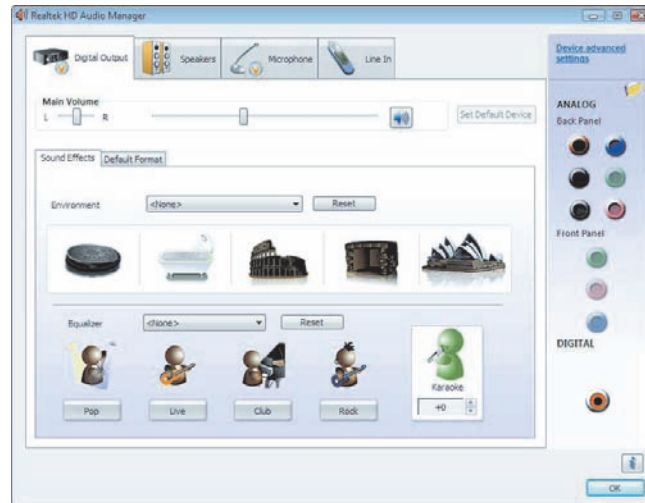 Realtek HD Audio Manager
Digital Output
Speakers
Microphone
Line In
Device advanced
settings
Main Volume
L
R
Set Default Device
ANALOG
Back Panel
Sound Effects
Default Format
Environment
<None>
Reset
Front Panel
Equalizer
<None>
Reset
DIGITAL
Karaoke
Pop
Live
Club
Rock
+0
OK